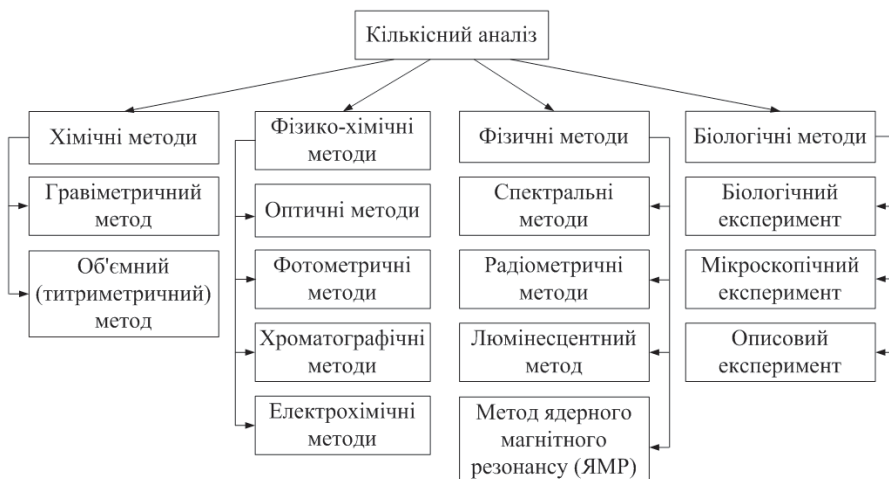 Кількісний аналіз
Хімічні методи
Гравіметричний
метод
Об'ємний
(титриметричний)
метод
Фізико-хімічні
методи
Оптичні методи
Фотометричні
методи
Хроматографічні
методи
Електрохімічні
методи
Фізичні методи
Спектральні
методи
Радіометричні
методи
Люмінесцентний
метод
Метод ядерного
магнітного
резонансу (ЯМР)
Біологічні методи
Біологічний
експеримент
Мікроскопічний
експеримент
Описовий
експеримент